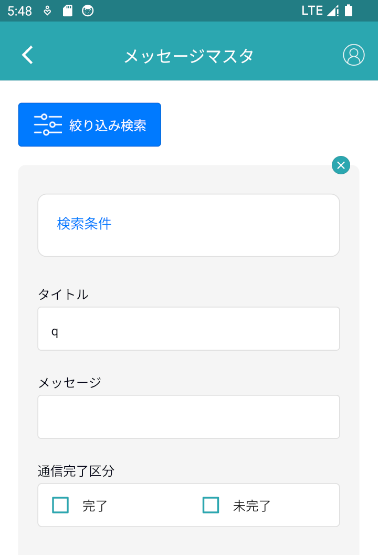 5:48 LTE
メッセージマスタ
絞り込み検索
検索条件
タイトル
q
メッセージ
通信完了区分
完了 未完了